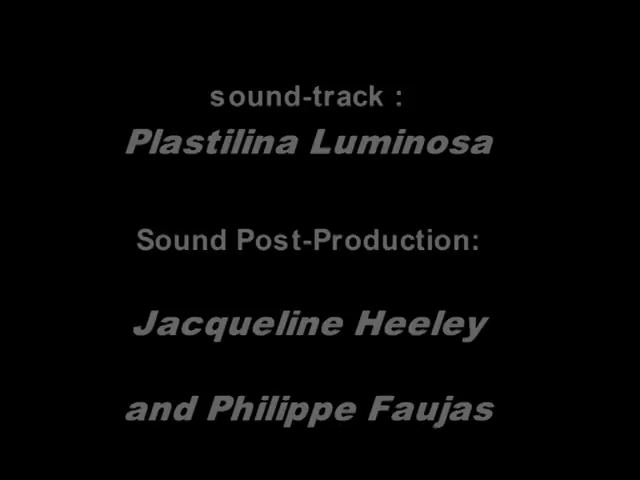 sound-track :
Plastilina Luminosa
Sound Post-Production:
Jacqueline Heeley
and Philippe Faujas